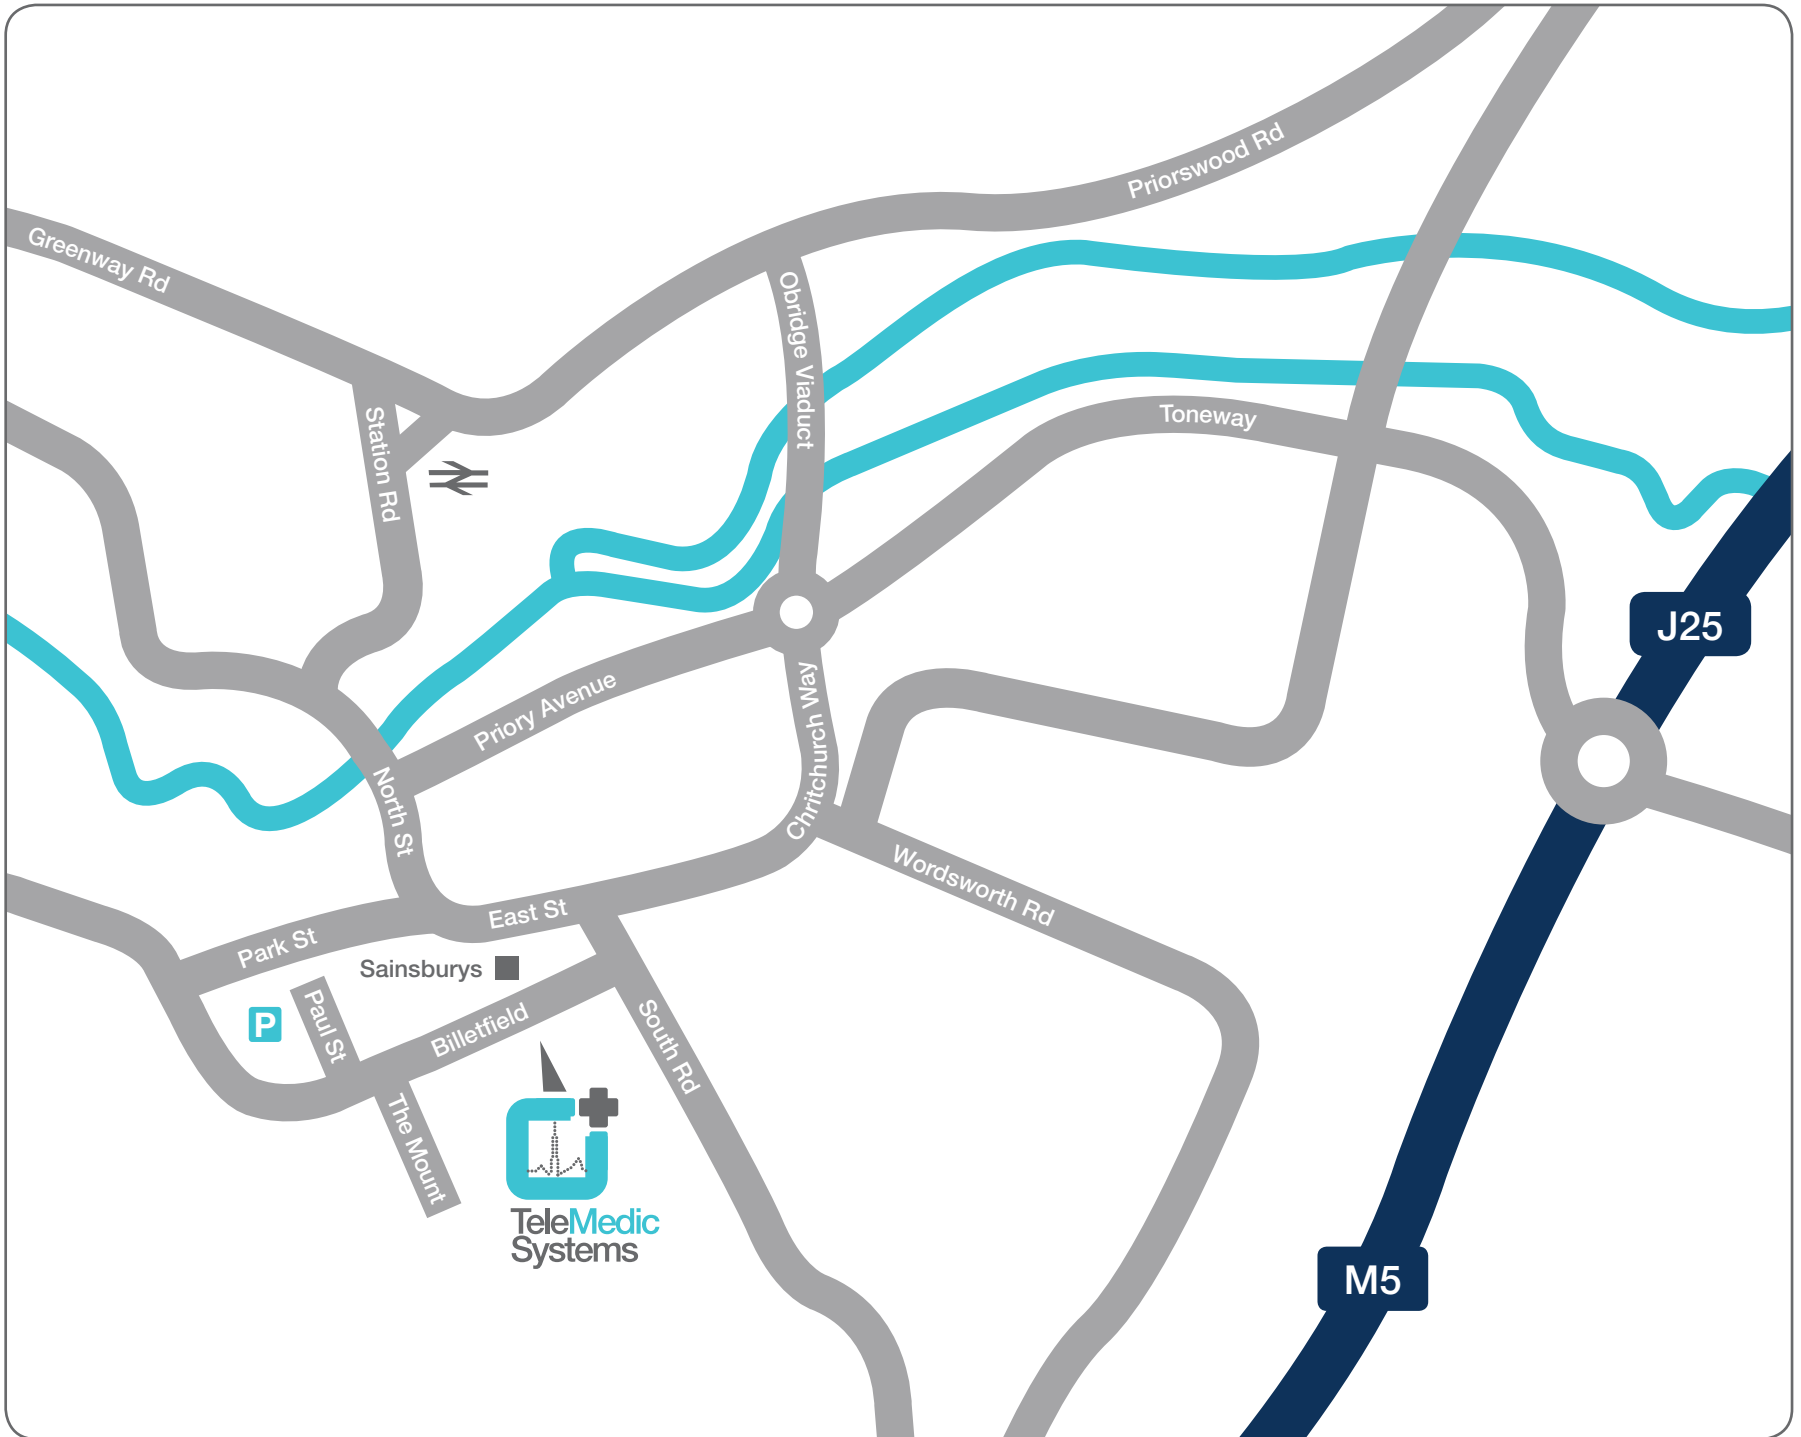 Priorswood Rd
Greenway Rd
Obridge Viaduct
Station Rd
Toneway
J25
Priory Avenue
Chritchurch Way
North St
Wordsworth Rd
East St
Park St
Sainsburys
P
Paul St
Billetfield
South Rd
The Mount
TeleMedic
Systems
M5